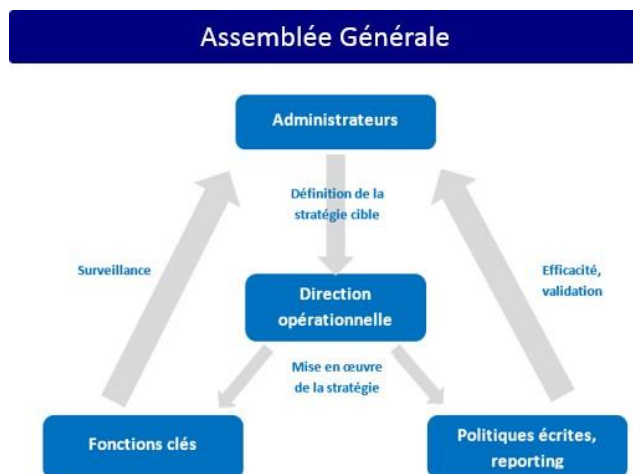 Assemblée Générale
Administrateurs
Définition de la
stratégie cible
Surveillance
Efficacité,
validation
Direction
opérationnelle
Mise en œuvre
de la stratégie
Fonctions clés
Politiques écrites,
reporting